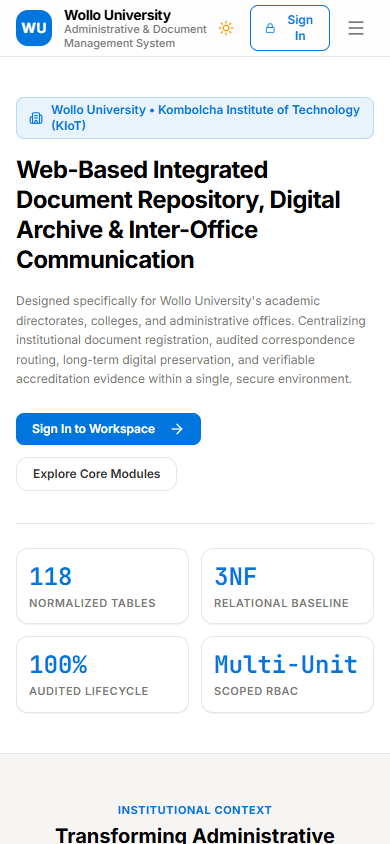 WU
Wollo University
Administrative & Document
Management System
Sign
In
Wollo University • Kombolcha Institute of Technology
(KIoT)
Web-Based Integrated
Document Repository, Digital
Archive & Inter-Office
Communication
Designed specifically for Wollo University's academic
directorates, colleges, and administrative offices. Centralizing
institutional document registration, audited correspondence
routing, long-term digital preservation, and verifiable
accreditation evidence within a single, secure environment.
Sign In to Workspace
Explore Core Modules
118
NORMALIZED TABLES
3NF
RELATIONAL BASELINE
100%
AUDITED LIFECYCLE
Multi-Unit
SCOPED RBAC
INSTITUTIONAL CONTEXT
Transforming Administrative